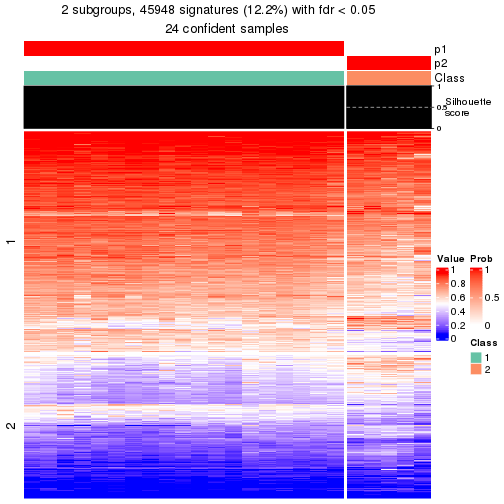 2 subgroups, 45948 signatures (12.2%) with fdr < 0.05
24 confident samples
p1
p2
Class
1
0.5
0
Silhouette
score
1
2
Value
1
0.8
0.6
0.4
0.2
0
Prob
1
0.5
0
Class
1
2